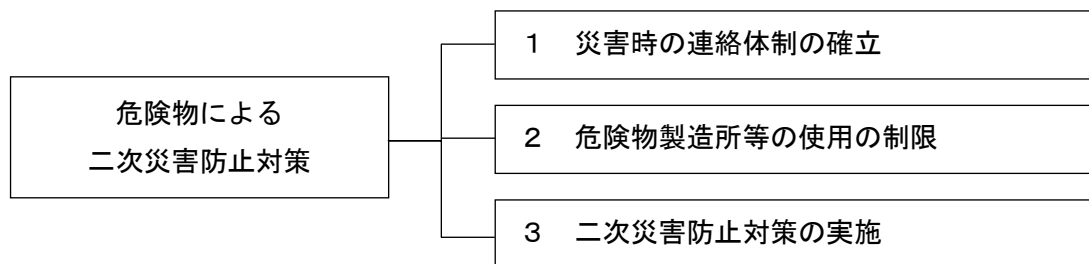 危険物による
二次災害防止対策
１　災害時の連絡体制の確立
２　危険物製造所等の使用の制限
３　二次災害防止対策の実施